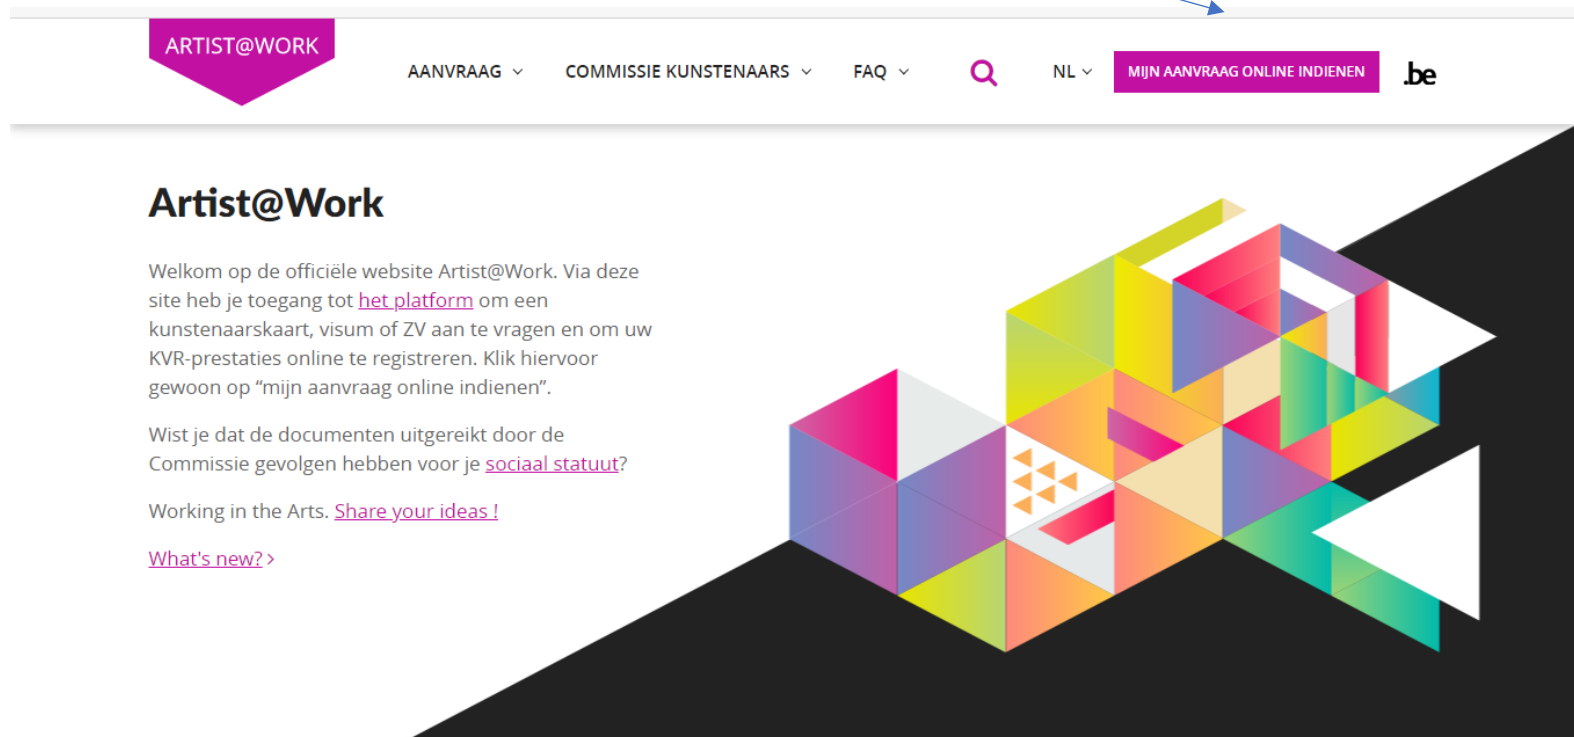 ARTIST@WORK
AANVRAAG
COMMISSIE KUNSTENAARS
FAQ
NL
MIJN AANVRAAG ONLINE INDIENEN
.be
Artist@Work
Welkom op de officiële website Artist@Work. Via deze
site heb je toegang tot het platform om een
kunstenaarskaart, visum of ZV aan te vragen en om uw
KVR-prestaties online te registreren. Klik hiervoor
gewoon op “mijn aanvraag online indienen”.
Wist je dat de documenten uitgereikt door de
Commissie gevolgen hebben voor je sociaal statuut?
Working in the Arts. Share your ideas !
What's new?